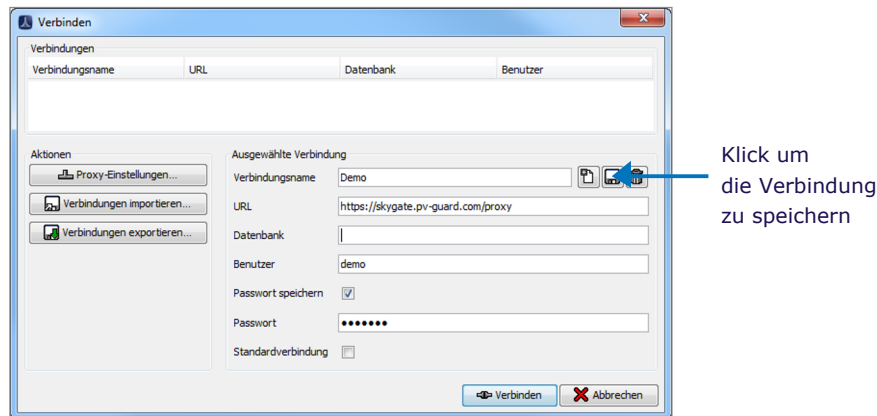 Verbinden
Verbindungen
Verbindungsname URL Datenbank Benutzer
Aktionen
Proxy-Einstellungen...
Verbindungen importieren...
Verbindungen exportieren...
Ausgewählte Verbindung
Verbindungsname Demo
URL https://skygate.pv-guard.com/proxy
Datenbank
Benutzer demo
Passwort speichern
Passwort •••••••
Standardverbindung
Verbinden Abbrechen
Klick um
die Verbindung
zu speichern